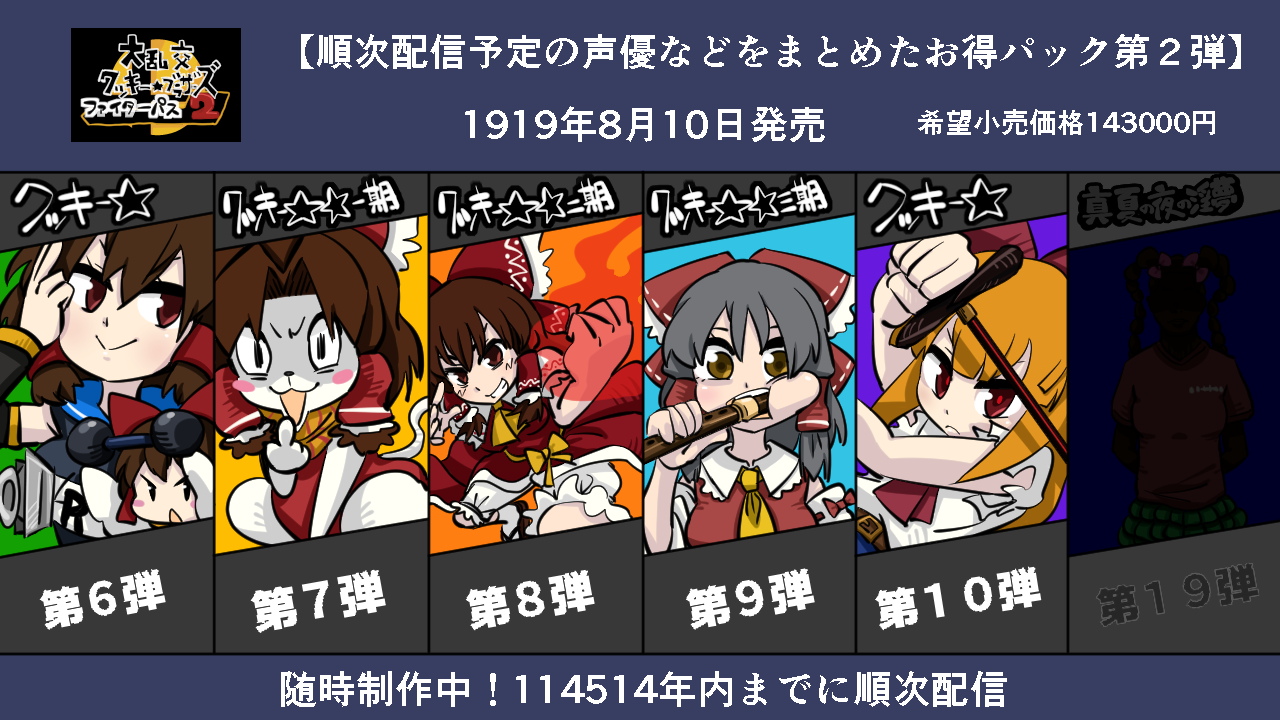 大乱交
クッキー★ブラザーズ
ファイターパス2
【順次配信予定の声優などをまとめたお得パック第２弾】
1919年8月10日発売
希望小売価格143000円
クッキー☆
クッキー☆☆一期
クッキー☆☆二期
クッキー☆☆三期
クッキー☆
真夏の夜の淫夢
R
第６弾
第７弾
第８弾
第９弾
第１０弾
第１９弾
随時制作中！114514年内までに順次配信